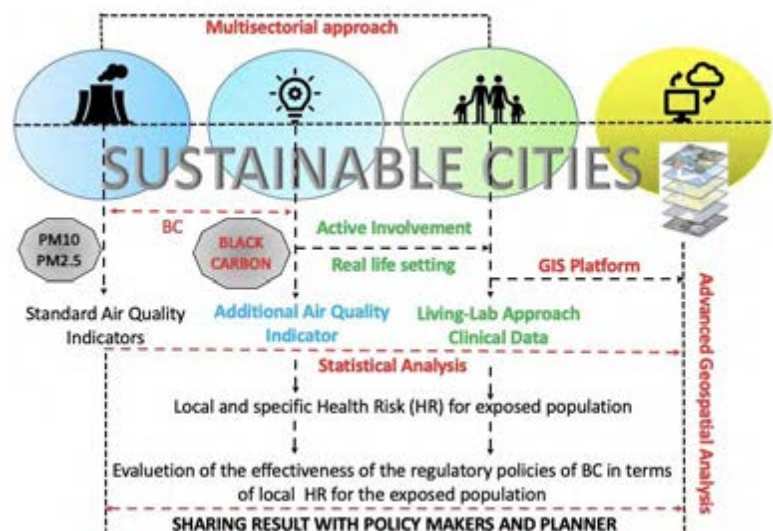 Multisectorial approach
SUSTAINABLE CITIES
PM10
PM2.5
BC
BLACK
CARBON
Active Involvement
Real life setting
GIS Platform
Standard Air Quality
Indicators
Additional Air Quality
Indicator
Living-Lab Approach
Clinical Data
Advanced Geospatial Analysis
Statistical Analysis
Local and specific Health Risk (HR) for exposed population
Evaluetion of the effectiveness of the regulatory policies of BC in terms
of local HR for the exposed population
SHARING RESULT WITH POLICY MAKERS AND PLANNER